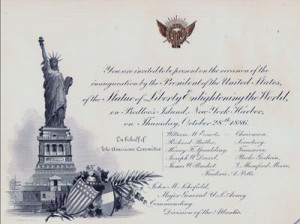 You are invited to be present on the occasion of the
inauguration by the President of the United States,
of the Statue of Liberty Enlightening the World,
on Bedloe's Island, New York Harbor,
on Thursday, October 28th 1886.
On behalf of
The American Committee
William M. Evarts, Chairman,
Richard Butler, Secretary,
Henry F. Spaulding, Treasurer,
Joseph W. Drexel, Parke Godwin,
James W. Pinchot, V. Mumford Moore,
Frederic A. Potts.
John M. Schofield,
Major General U.S. Army
Commanding
Division of the Atlantic.